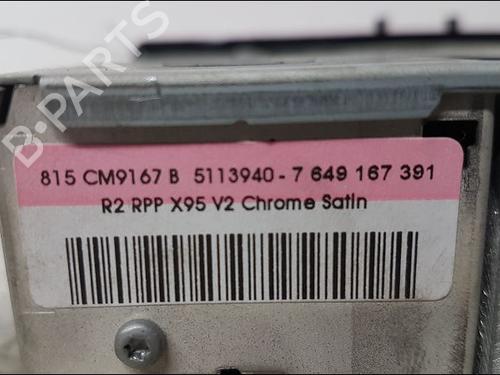 B-PARTS
815 CM9167 B 5113940-7 649 167 391
R2 RPP X95 V2 Chrome Satin